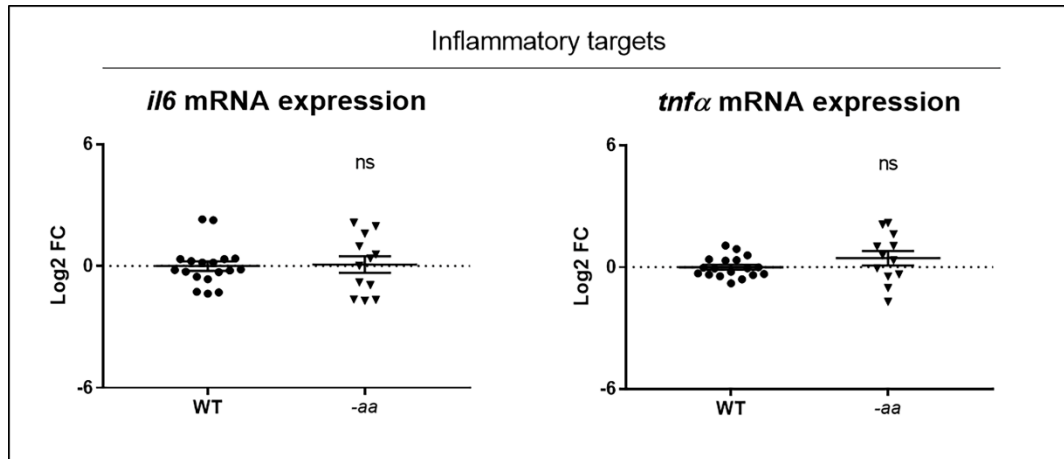 Inflammatory targets
il6 mRNA expression
6
ns
Log2 FC
0
-6
WT
-aa
tnfα mRNA expression
6
ns
Log2 FC
0
-6
WT
-aa